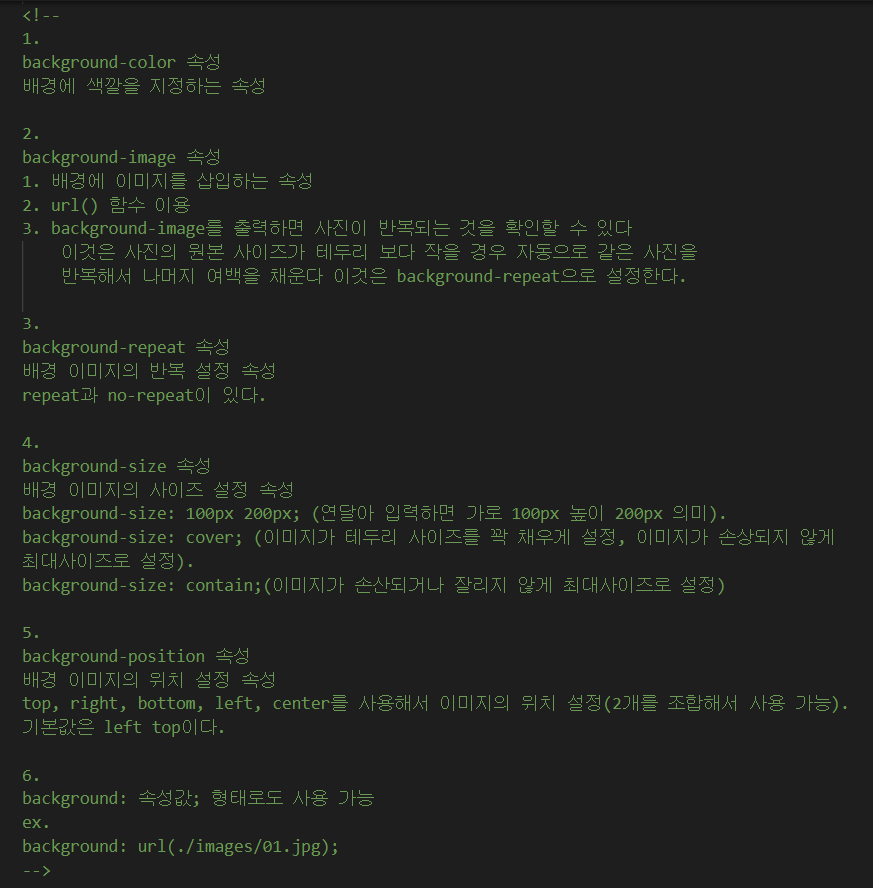 <!--
1.
background-color 속성
배경에 색깔을 지정하는 속성
2.
background-image 속성
1. 배경에 이미지를 삽입하는 속성
2. url() 함수 이용
3. background-image를 출력하면 사진이 반복되는 것을 확인할 수 있다
이것은 사진의 원본 사이즈가 테두리 보다 작을 경우 자동으로 같은 사진을
반복해서 나머지 여백을 채운다 이것은 background-repeat으로 설정한다.
3.
background-repeat 속성
배경 이미지의 반복 설정 속성
repeat과 no-repeat이 있다.
4.
background-size 속성
배경 이미지의 사이즈 설정 속성
background-size: 100px 200px; (연달아 입력하면 가로 100px 높이 200px 의미).
background-size: cover; (이미지가 테두리 사이즈를 꽉 채우게 설정, 이미지가 손상되지 않게
최대사이즈로 설정).
background-size: contain;(이미지가 손산되거나 잘리지 않게 최대사이즈로 설정)
5.
background-position 속성
배경 이미지의 위치 설정 속성
top, right, bottom, left, center를 사용해서 이미지의 위치 설정(2개를 조합해서 사용 가능).
기본값은 left top이다.
6.
background: 속성값; 형태로도 사용 가능
ex.
background: url(./images/01.jpg);
-->